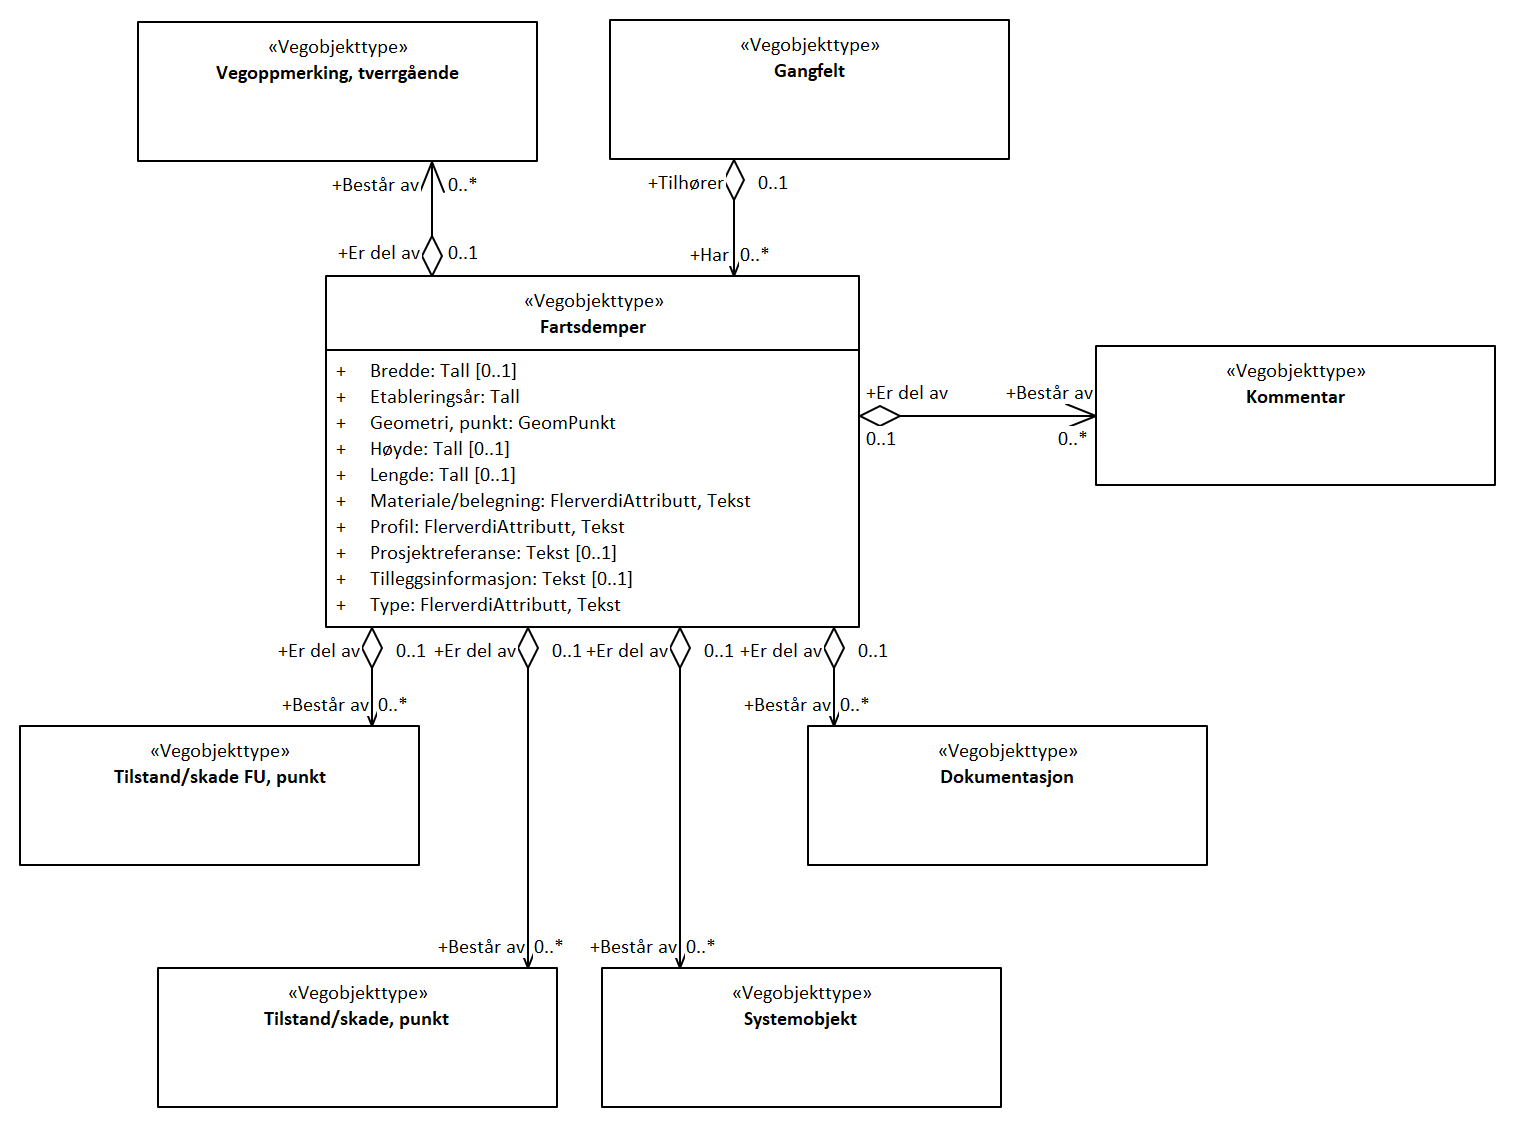 «Vegobjekttype»
Vegoppmerking, tverrgående
«Vegobjekttype»
Gangfelt
+Består av 0..*
+Tilhører 0..1
+Er del av 0..1
+Har 0..*
«Vegobjekttype»
Fartsdemper
+ Bredde: Tall [0..1]
+ Etableringsår: Tall
+ Geometri, punkt: GeomPunkt
+ Høyde: Tall [0..1]
+ Lengde: Tall [0..1]
+ Materiale/belegning: FlerverdiAttributt, Tekst
+ Profil: FlerverdiAttributt, Tekst
+ Prosjektreferanse: Tekst [0..1]
+ Tilleggsinformasjon: Tekst [0..1]
+ Type: FlerverdiAttributt, Tekst
+Er del av
0..1
+Består av
0..*
«Vegobjekttype»
Kommentar
+Er del av 0..1
+Er del av 0..1
+Er del av 0..1
+Er del av 0..1
+Består av 0..*
+Består av 0..*
«Vegobjekttype»
Tilstand/skade FU, punkt
«Vegobjekttype»
Dokumentasjon
+Består av 0..*
+Består av 0..*
«Vegobjekttype»
Tilstand/skade, punkt
«Vegobjekttype»
Systemobjekt